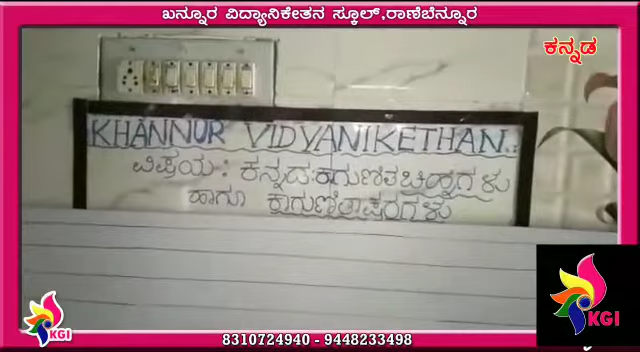 ಖನ್ನೂರ ವಿದ್ಯಾನಿಕೇತನ ಸ್ಕೂಲ್,ರಾಣೆಬೆನ್ನೂರ
ಕನ್ನಡ
KHANNUR VIDYANIKETHAN.
ವಿಷಯ: ಕನ್ನಡ ಕಾಗುಣಿತ ಚಿಹ್ನೆಗಳು
ಹಾಗೂ ಕಾಗುಣಿತಾಕ್ಷರಗಳು
KGI
KGI
8310724940 - 9448233498